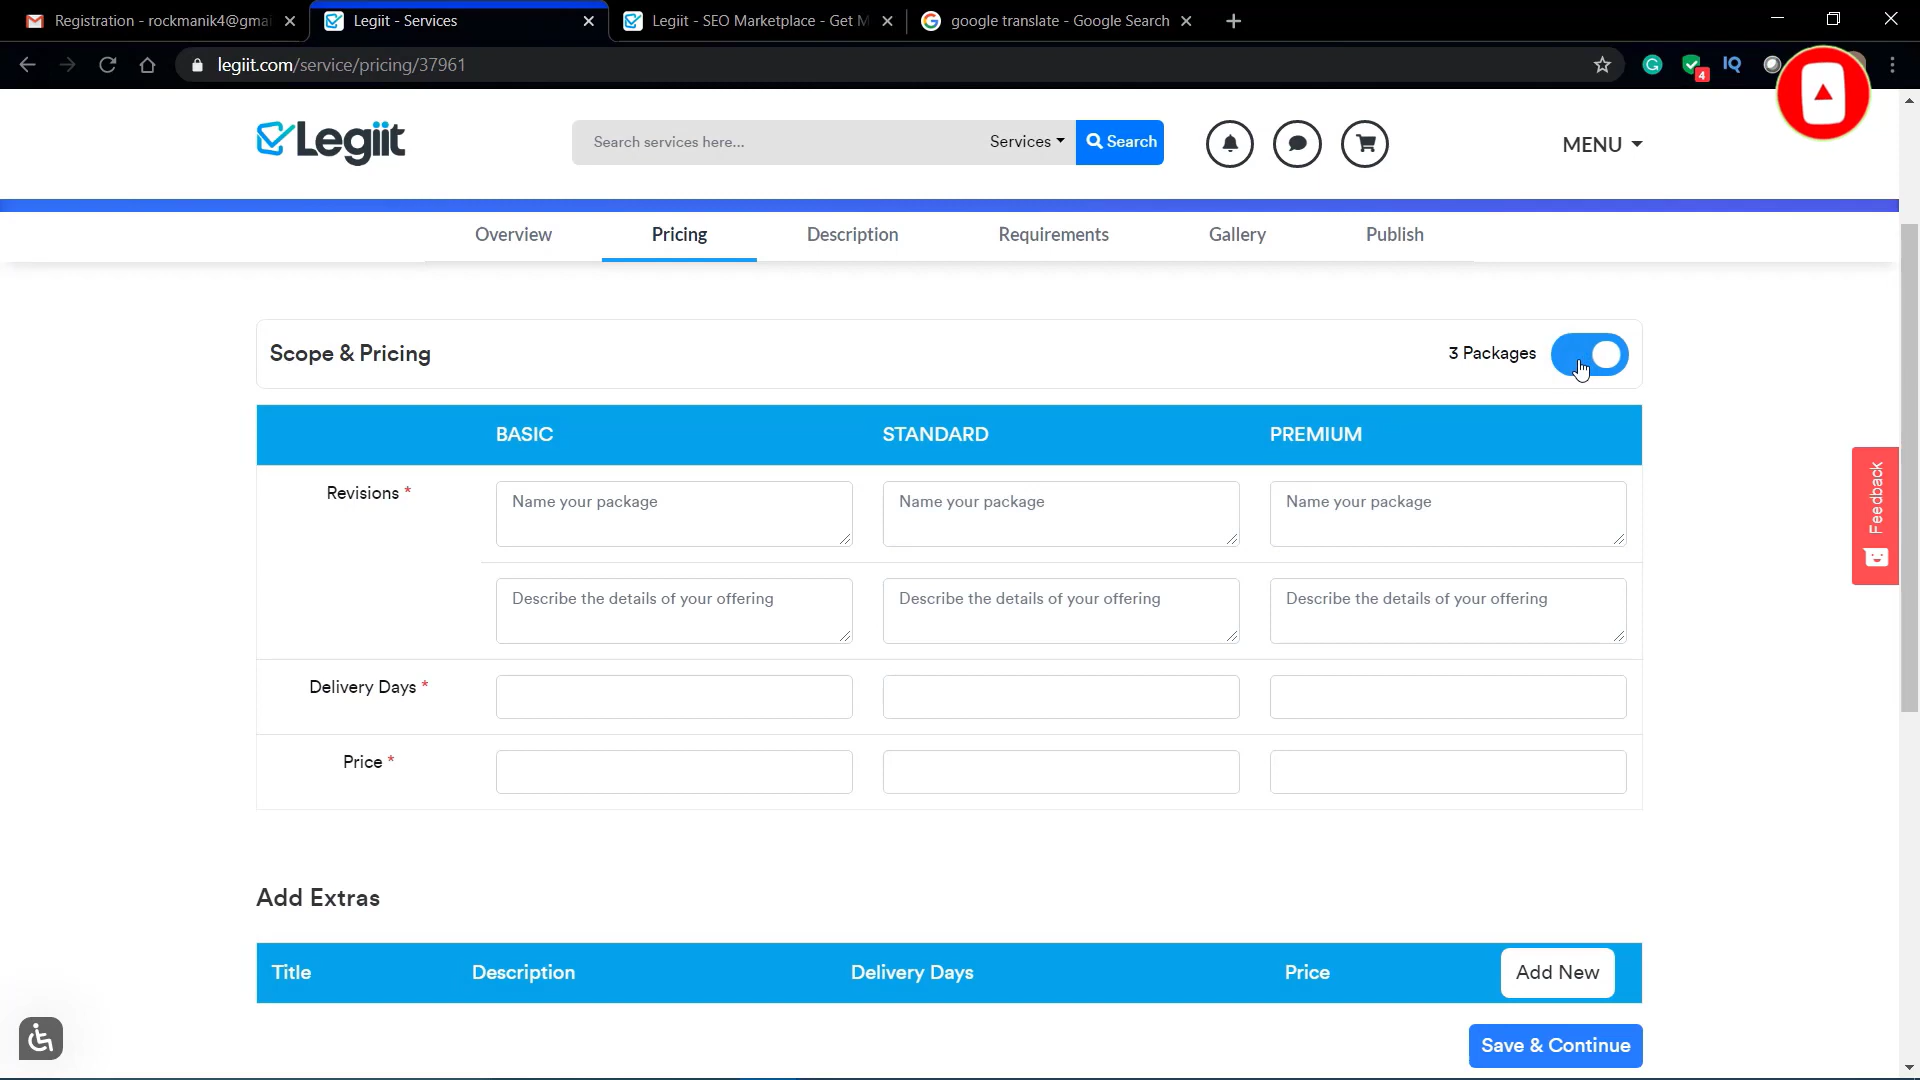 Registration - rockmanik4@gmai
Legiit - Services
Legiit - SEO Marketplace - Get M
google translate - Google Search
legiit.com/service/pricing/37961
4
IQ
Legiit
Search services here...
Services
Search
MENU
Overview
Pricing
Description
Requirements
Gallery
Publish
Scope & Pricing
3 Packages
BASIC
STANDARD
PREMIUM
Revisions *
Name your package
Name your package
Name your package
Describe the details of your offering
Describe the details of your offering
Describe the details of your offering
Delivery Days *
Price *
Feedback
Add Extras
Title
Description
Delivery Days
Price
Add New
Save & Continue